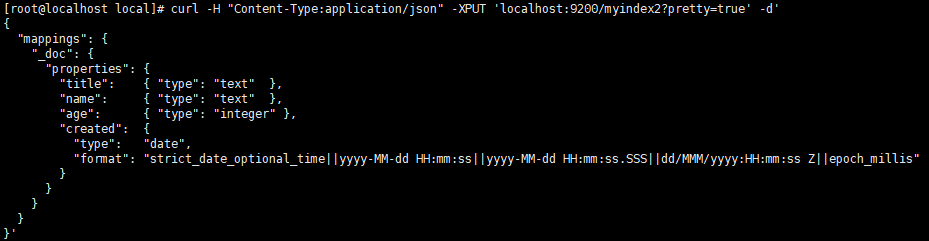 [root@localhost local]# curl -H "Content-Type:application/json" -XPUT 'localhost:9200/myindex2?pretty=true' -d'
{
  "mappings": {
    "_doc": {
      "properties": {
        "title":    { "type": "text"  },
        "name":     { "type": "text"  },
        "age":      { "type": "integer" },
        "created":  {
          "type":   "date",
          "format": "strict_date_optional_time||yyyy-MM-dd HH:mm:ss||yyyy-MM-dd HH:mm:ss.SSS||dd/MMM/yyyy:HH:mm:ss Z||epoch_millis"
        }
      }
    }
  }
}'